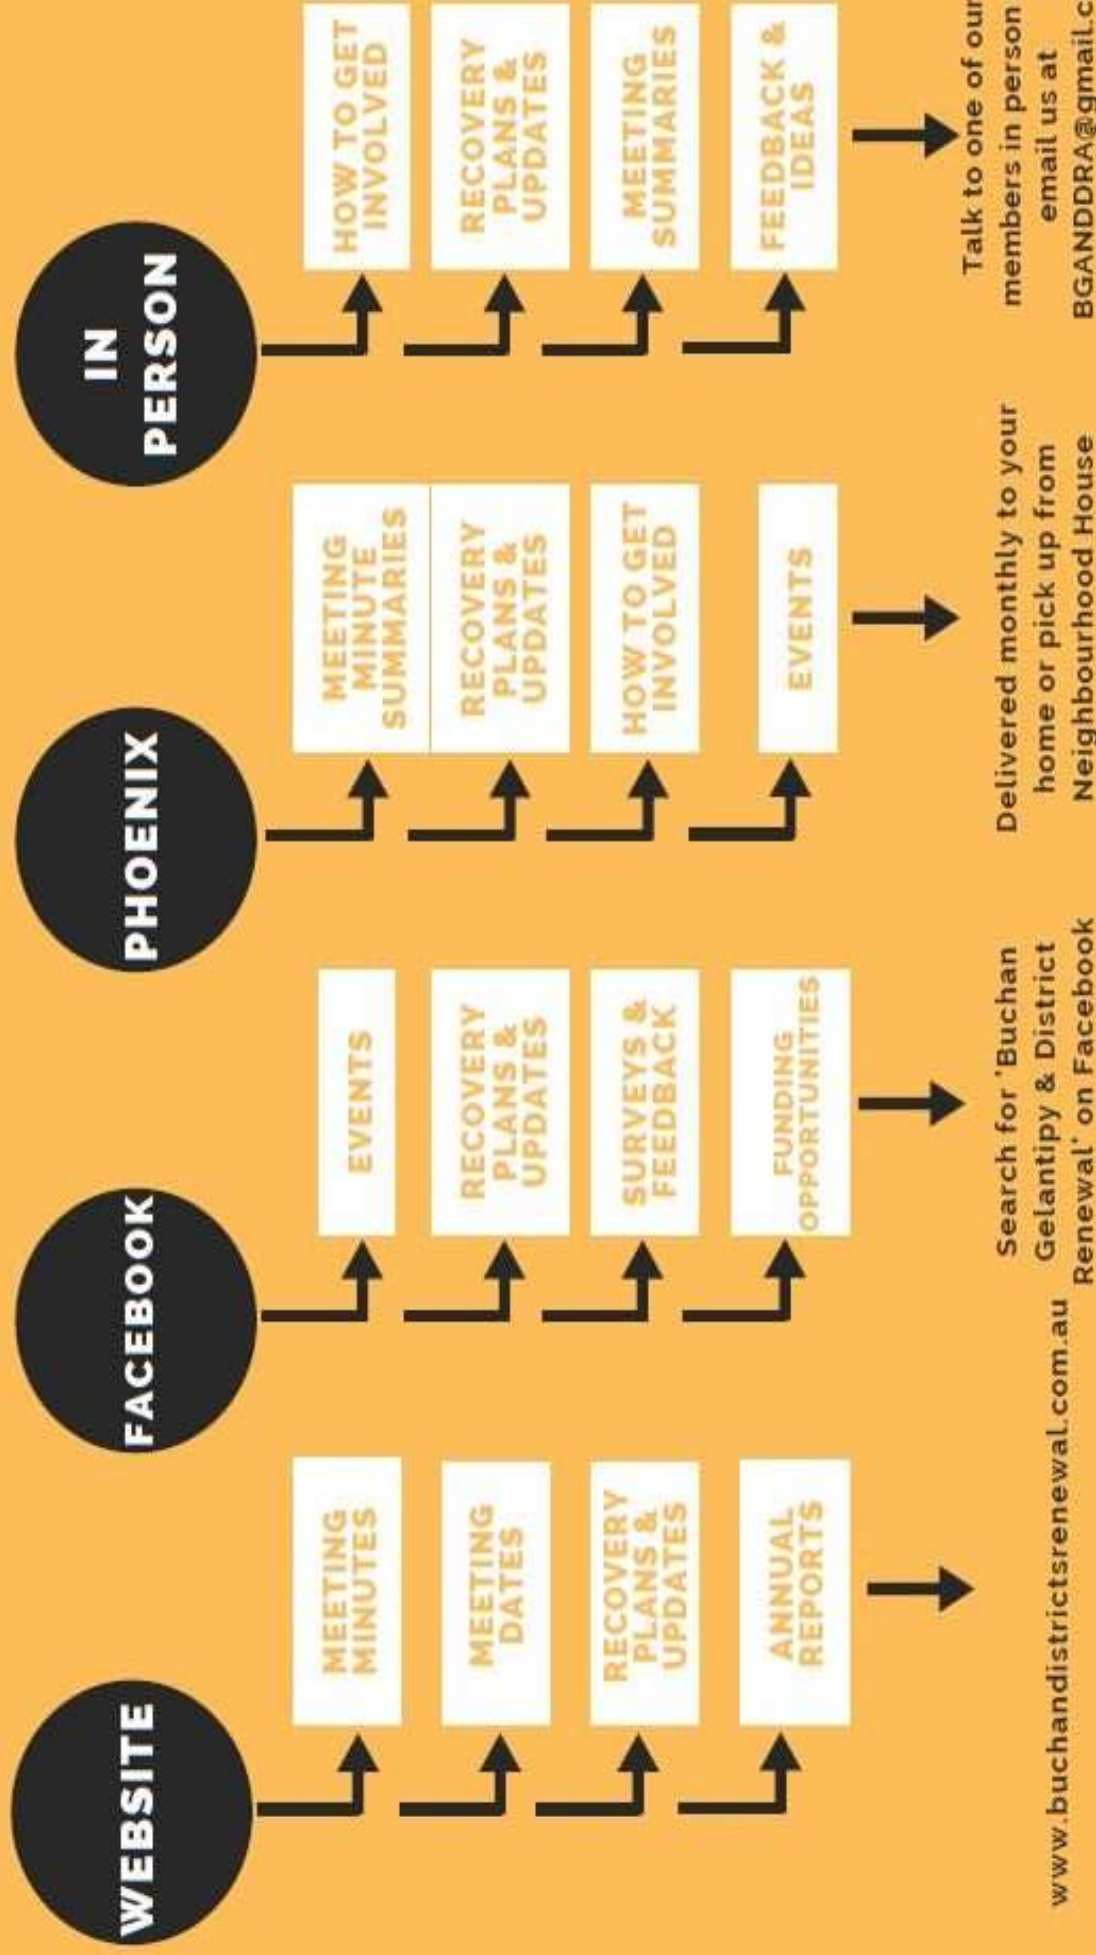 WEBSITE
MEETING
MINUTES
MEETING
DATES
RECOVERY
PLANS &
UPDATES
ANNUAL
REPORTS
www.buchandistrictsrenewal.com.au
FACEBOOK
EVENTS
RECOVERY
PLANS &
UPDATES
SURVEYS &
FEEDBACK
FUNDING
OPPORTUNITIES
Search for 'Buchan
Gelantipy & District
Renewal' on Facebook
PHOENIX
MEETING
MINUTE
SUMMARIES
RECOVERY
PLANS &
UPDATES
HOW TO GET
INVOLVED
EVENTS
Delivered monthly to your
home or pick up from
Neighbourhood House
IN
PERSON
HOW TO GET
INVOLVED
RECOVERY
PLANS &
UPDATES
MEETING
SUMMARIES
FEEDBACK &
IDEAS
Talk to one of our
members in person
email us at
BGANDDRA@gmail.c